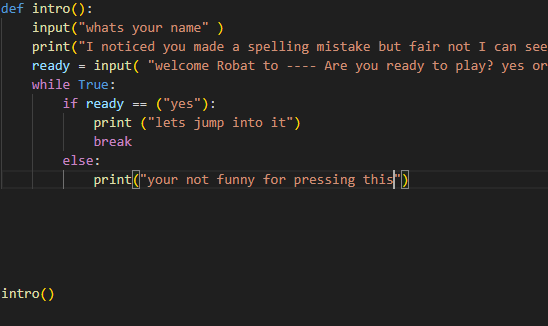 def intro():
    input("whats your name" )
    print("I noticed you made a spelling mistake but fair not I can see
    ready = input( "welcome Robat to ---- Are you ready to play? yes or
    while True:
        if ready == ("yes"):
            print ("lets jump into it")
            break
        else:
            print("your not funny for pressing this")
intro()